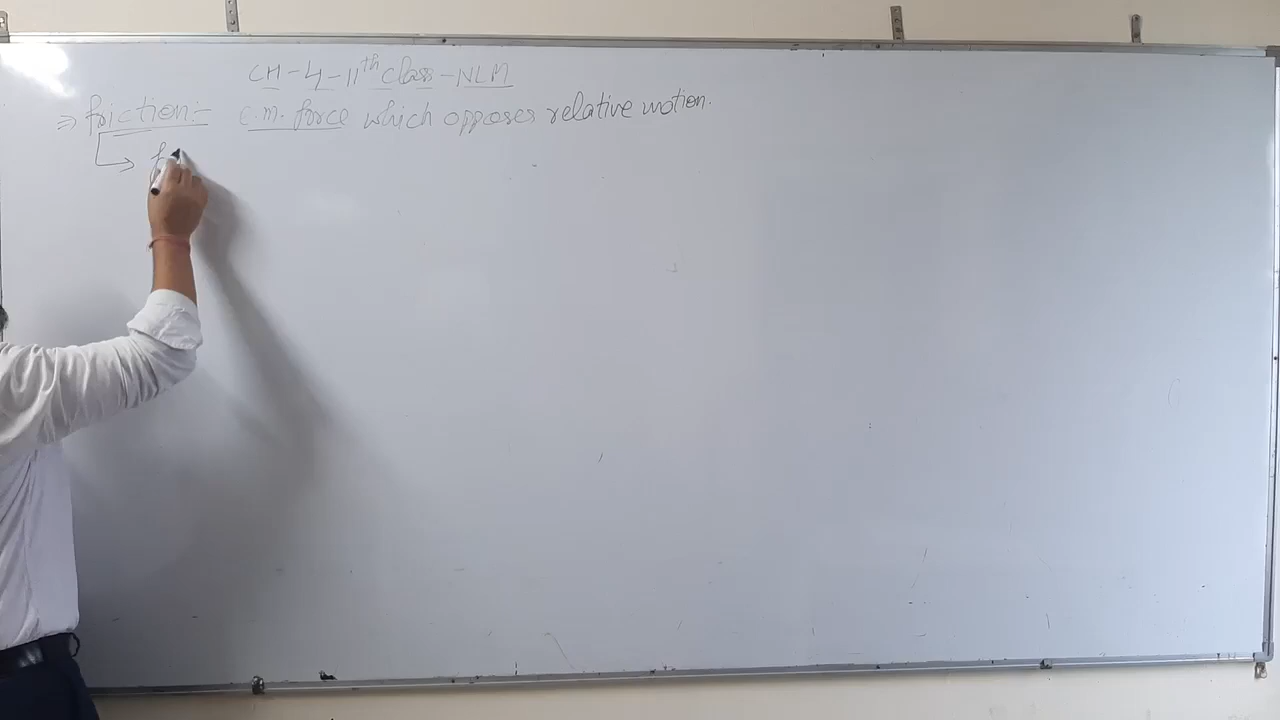 CH-4-11th class-NLM
⇒ friction:- C.M. force which opposes relative motion.
↳ f